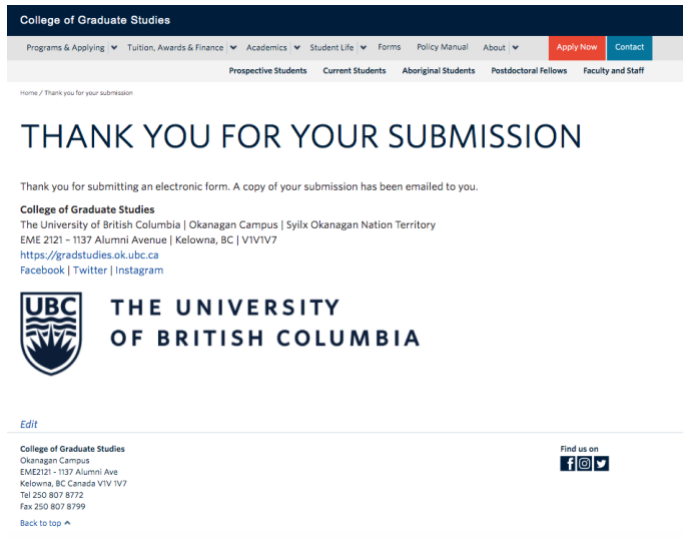 College of Graduate Studies
Programs & Applying Tuition, Awards & Finance Academics Student Life Forms Policy Manual About Apply Now Contact
Prospective Students Current Students Aboriginal Students Postdoctoral Fellows Faculty and Staff
Home / Thank you for your submission
THANK YOU FOR YOUR SUBMISSION
Thank you for submitting an electronic form. A copy of your submission has been emailed to you.
College of Graduate Studies
The University of British Columbia | Okanagan Campus | Syilx Okanagan Nation Territory
EME 2121 – 1137 Alumni Avenue | Kelowna, BC | V1V1V7
https://gradstudies.ok.ubc.ca
Facebook | Twitter | Instagram
UBC
THE UNIVERSITY
OF BRITISH COLUMBIA
Edit
College of Graduate Studies
Okanagan Campus
EME2121 - 1137 Alumni Ave
Kelowna, BC Canada V1V 1V7
Tel 250 807 8772
Fax 250 807 8799
Back to top
Find us on